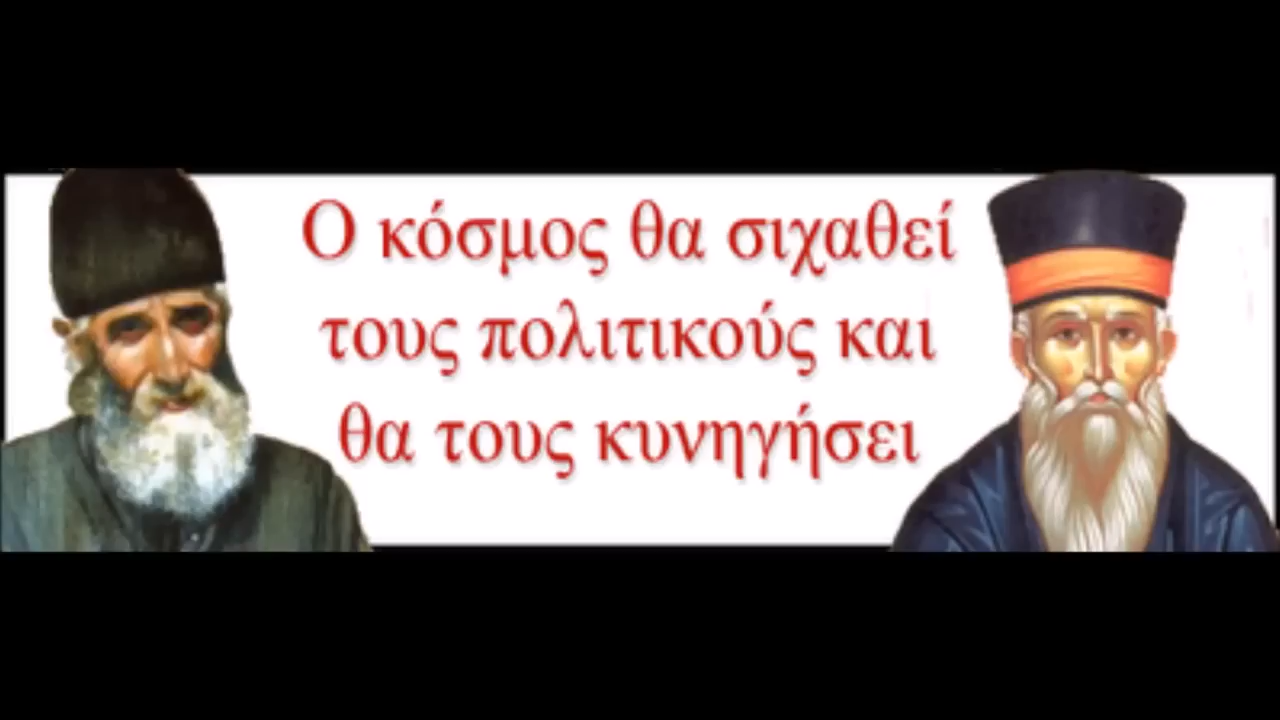 Ο κόσμος θα σιχαθεί
τους πολιτικούς και
θα τους κυνηγήσει